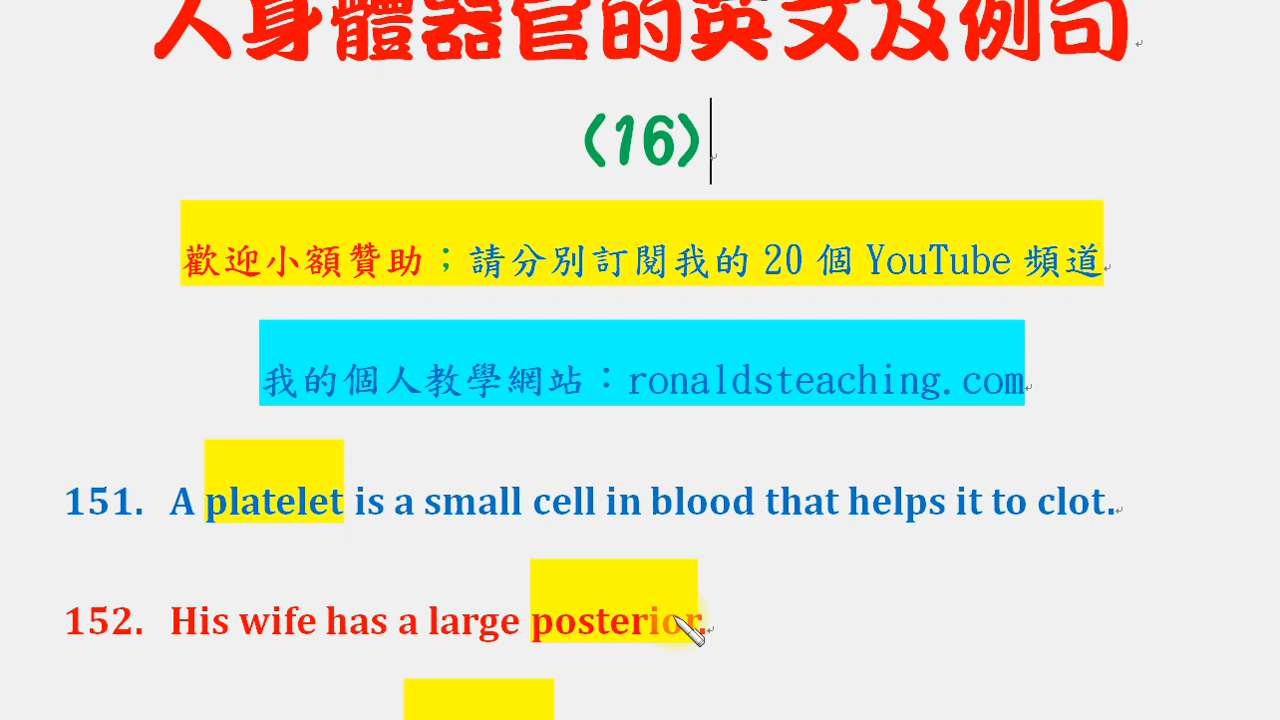 人身體器官的英文及例句
(16)
歡迎小額贊助；請分別訂閱我的 20 個 YouTube 頻道
我的個人教學網站：ronaldsteaching.com
151. A platelet is a small cell in blood that helps it to clot.
152. His wife has a large posterior.